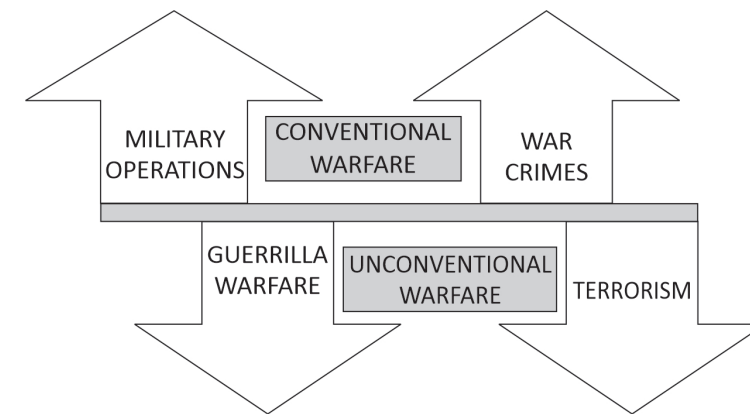 MILITARY
OPERATIONS
CONVENTIONAL
WARFARE
WAR
CRIMES
GUERRILLA
WARFARE
UNCONVENTIONAL
WARFARE
TERRORISM